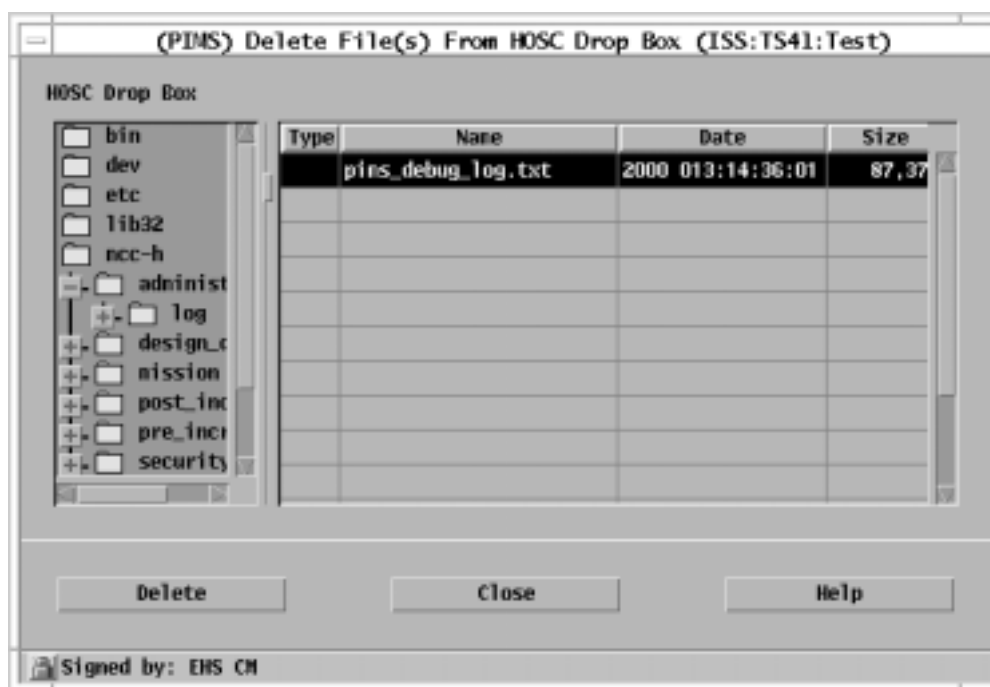 (PIMS) Delete File(s) From HOSC Drop Box (ISS:TS41:Test)
HOSC Drop Box
bin
dev
etc
lib32
ncc-h
administ
log
design_c
mission
post_inc
pre_incr
security
Type Name Date Size
pims_debug_log.txt 2000 013:14:36:01 87,37
Delete Close Help
Signed by: EHS CM